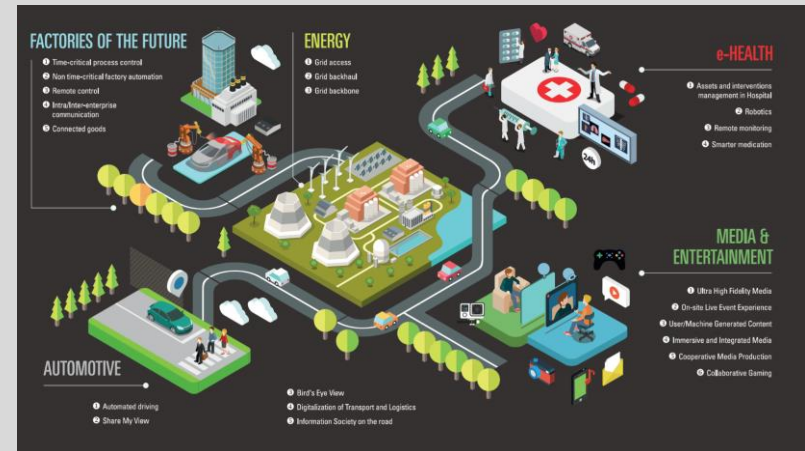 FACTORIES OF THE FUTURE
1 Time-critical process control
2 Non time-critical factory automation
3 Remote control
4 Intra/Inter-enterprise
communication
5 Connected goods
ENERGY
1 Grid access
2 Grid backhaul
3 Grid backbone
e-HEALTH
1 Assets and interventions
management in Hospital
2 Robotics
3 Remote monitoring
4 Smarter medication
24h
MEDIA &
ENTERTAINMENT
1 Ultra High Fidelity Media
2 On-site Live Event Experience
3 User/Machine Generated Content
4 Immersive and Integrated Media
5 Cooperative Media Production
6 Collaborative Gaming
AUTOMOTIVE
1 Automated driving
2 Share My View
3 Bird's Eye View
4 Digitalization of Transport and Logistics
5 Information Society on the road